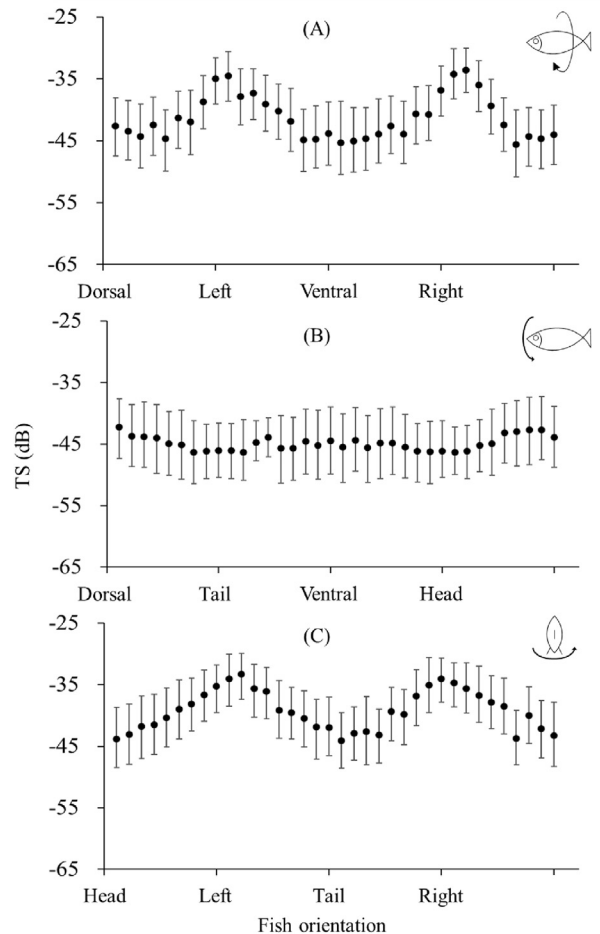 (A)
-25
-35
-45
-55
-65
Dorsal Left Ventral Right
(B)
-25
-35
-45
-55
-65
Dorsal Tail Ventral Head
TS (dB)
(C)
-25
-35
-45
-55
-65
Head Left Tail Right
Fish orientation